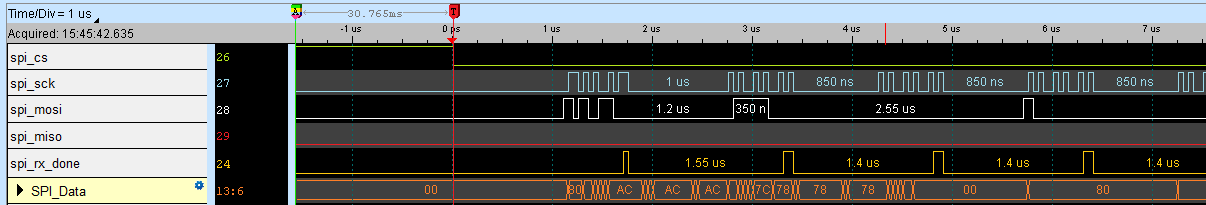 Time/Div = 1 us
A
30.765ms
T
Acquired: 15:45:42.635
-1 us 0 ps 1 us 2 us 3 us 4 us 5 us 6 us 7 us
spi_cs 26
spi_sck 27 1 us 850 ns 850 ns 850 ns
spi_mosi 28 1.2 us 350 n 2.55 us
spi_miso 29
spi_rx_done 24 1.55 us 1.4 us 1.4 us 1.4 us
SPI_Data 13:6 00 80 AC AC AC 7C 78 78 78 00 80